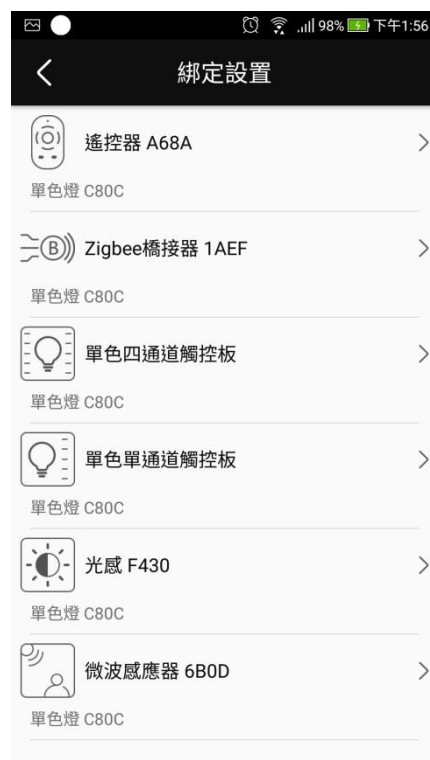 98% 下午1:56
綁定設置
遙控器 A68A
單色燈 C80C
B Zigbee橋接器 1AEF
單色燈 C80C
單色四通道觸控板
單色燈 C80C
單色單通道觸控板
單色燈 C80C
光感 F430
單色燈 C80C
微波感應器 6B0D
單色燈 C80C